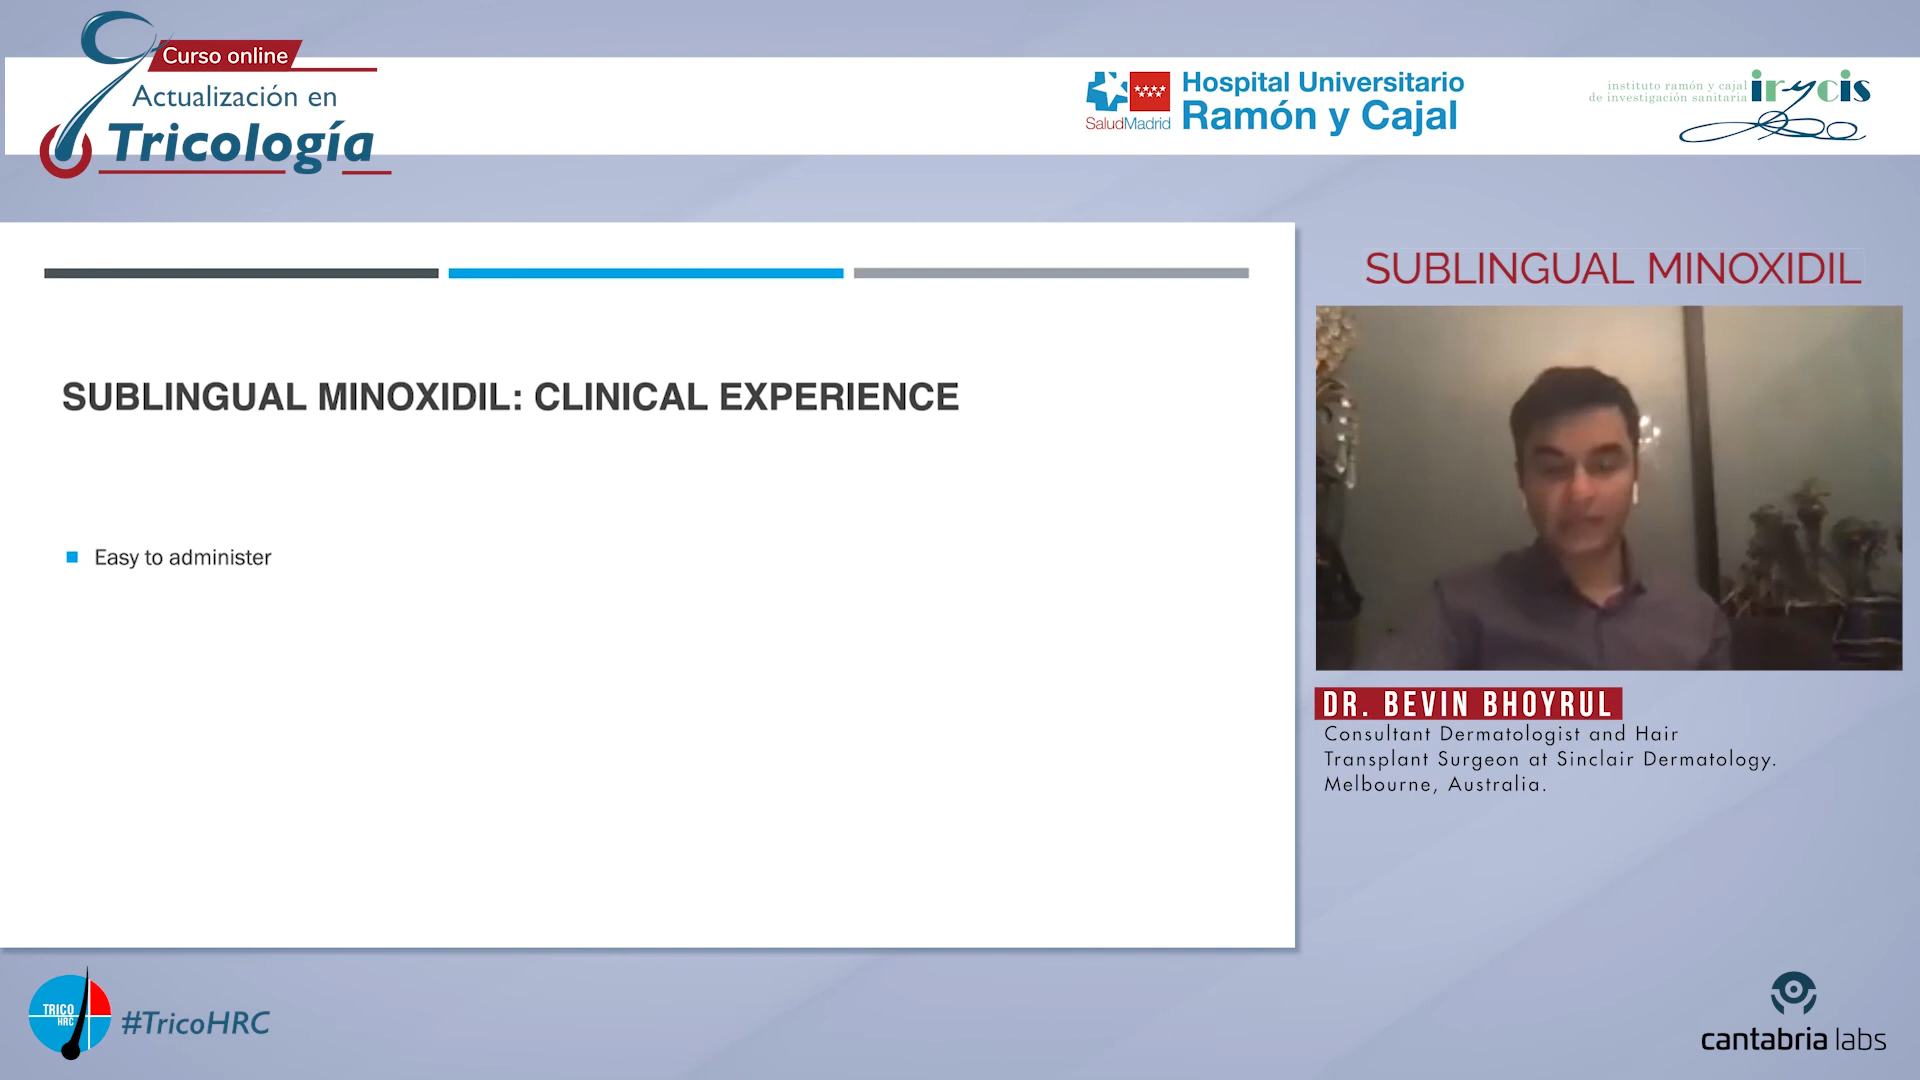 Curso online
Actualización en
Tricología
SaludMadrid
Hospital Universitario
Ramón y Cajal
instituto ramón y cajal
de investigación sanitaria
irycis
SUBLINGUAL MINOXIDIL: CLINICAL EXPERIENCE
Easy to administer
SUBLINGUAL MINOXIDIL
DR. BEVIN BHOYRUL
Consultant Dermatologist and Hair
Transplant Surgeon at Sinclair Dermatology.
Melbourne, Australia.
TRICO
HRC
#TricoHRC
cantabria labs